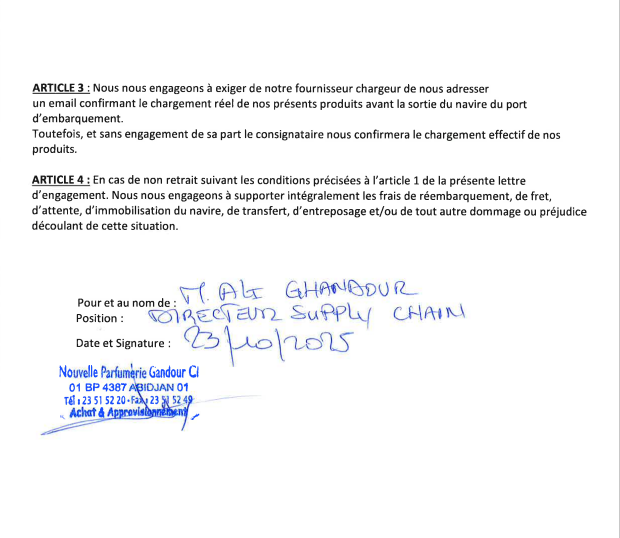 ARTICLE 3 : Nous nous engageons à exiger de notre fournisseur chargeur de nous adresser
un email confirmant le chargement réel de nos présents produits avant la sortie du navire du port
d'embarquement.
Toutefois, et sans engagement de sa part le consignataire nous confirmera le chargement effectif de nos
produits.
ARTICLE 4 : En cas de non retrait suivant les conditions précisées à l'article 1 de la présente lettre
d'engagement. Nous nous engageons à supporter intégralement les frais de réembarquement, de fret,
d'attente, d'immobilisation du navire, de transfert, d'entreposage et/ou de tout autre dommage ou préjudice
découlant de cette situation.
Pour et au nom de : M. ALI GHANDOUR
Position : DIRECTEUR SUPPLY CHAIN
Date et Signature : 23/10/2025
Nouvelle Parfumerie Gandour CI
01 BP 4387 ABIDJAN 01
Tél : 23 51 52 20 - Fax : 23 51 52 49
Achat & Approvisionnement